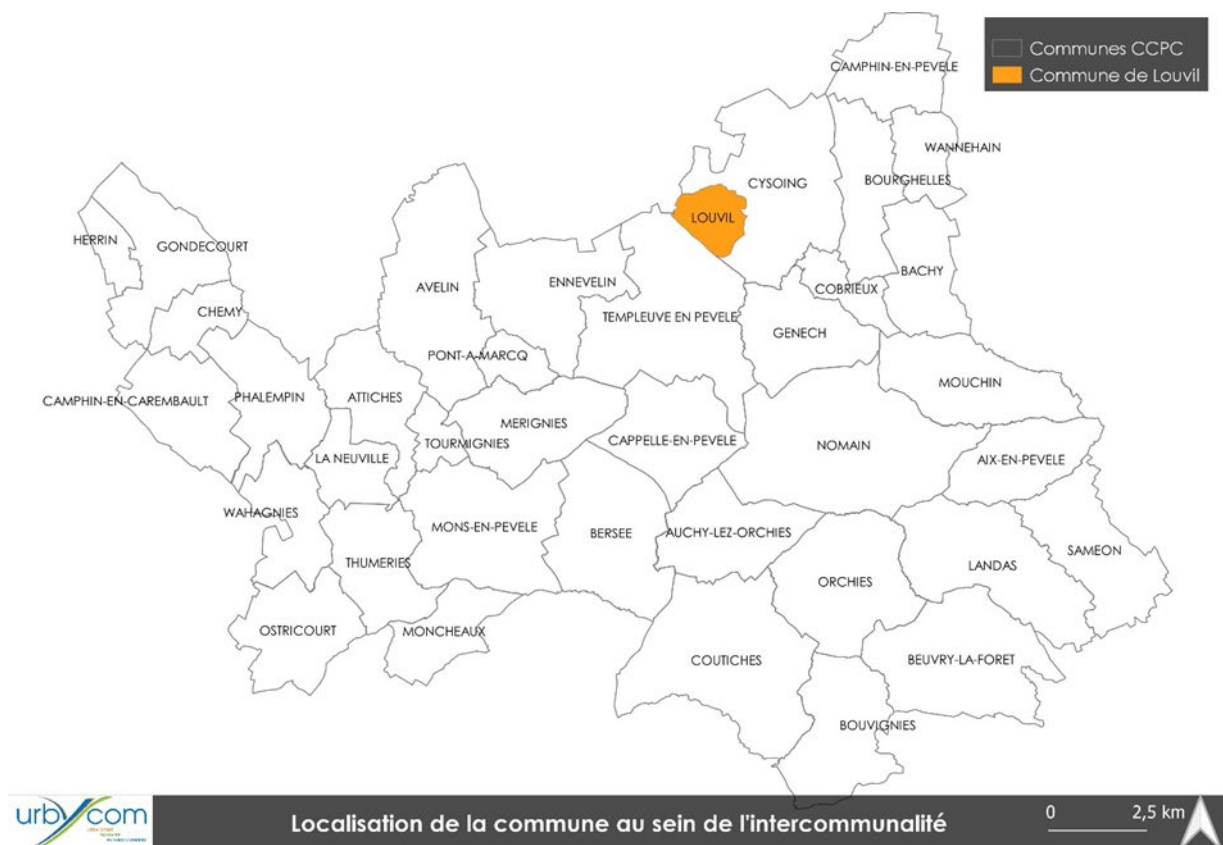 Communes CCPC
Commune de Louvil
CAMPHIN-EN-PEVELE
WANNEHAIN
BOURGHELLES
CYSOING
LOUVIL
HERRIN
GONDECOURT
BACHY
ENNEVELIN
AVELIN
COBRIEUX
CHEMY
TEMPLEUVE EN PEVELE
GENECH
PONT-A-MARCQ
MOUCHIN
CAMPHIN-EN-CAREMBAULT
PHALEMPIN
ATTICHES
MERIGNIES
TOURMIGNIES
CAPPELLE-EN-PEVELE
NOMAIN
LA NEUVILLE
AIX-EN-PEVELE
WAHAGNIES
MONS-EN-PEVELE
BERSEE
AUCHY-LEZ-ORCHIES
SAMEON
THUMERIES
LANDAS
ORCHIES
OSTRICOURT
MONCHEAUX
COUTICHES
BEUVRY-LA-FORET
BOUVIGNIES
urbycom
Localisation de la commune au sein de l'intercommunalité
0 2,5 km